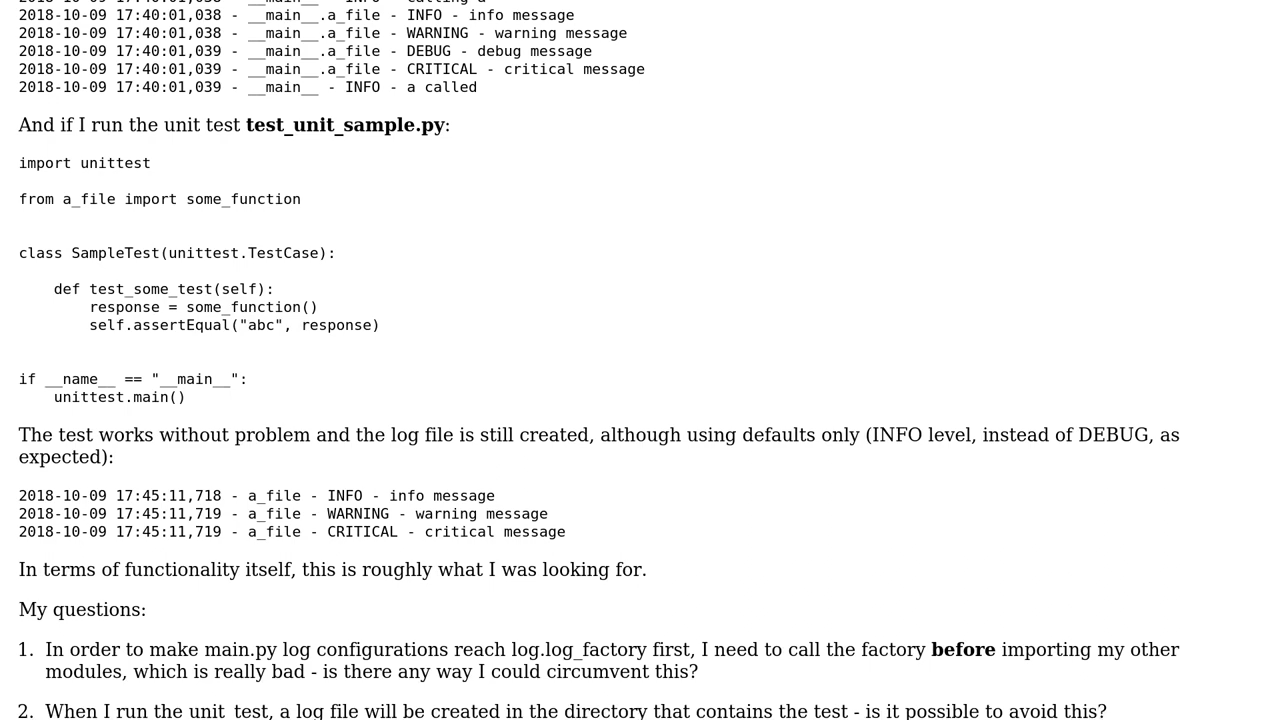 2018-10-09 17:40:01,038 - __main__ - INFO - calling a
2018-10-09 17:40:01,038 - __main__.a_file - INFO - info message
2018-10-09 17:40:01,038 - __main__.a_file - WARNING - warning message
2018-10-09 17:40:01,039 - __main__.a_file - DEBUG - debug message
2018-10-09 17:40:01,039 - __main__.a_file - CRITICAL - critical message
2018-10-09 17:40:01,039 - __main__ - INFO - a called
And if I run the unit test test_unit_sample.py:
import unittest
from a_file import some_function
class SampleTest(unittest.TestCase):
    def test_some_test(self):
        response = some_function()
        self.assertEqual("abc", response)
if __name__ == "__main__":
    unittest.main()
The test works without problem and the log file is still created, although using defaults only (INFO level, instead of DEBUG, as
expected):
2018-10-09 17:45:11,718 - a_file - INFO - info message
2018-10-09 17:45:11,719 - a_file - WARNING - warning message
2018-10-09 17:45:11,719 - a_file - CRITICAL - critical message
In terms of functionality itself, this is roughly what I was looking for.
My questions:
1. In order to make main.py log configurations reach log.log_factory first, I need to call the factory before importing my other
modules, which is really bad - is there any way I could circumvent this?
2. When I run the unit_test, a log file will be created in the directory that contains the test - is it possible to avoid this?